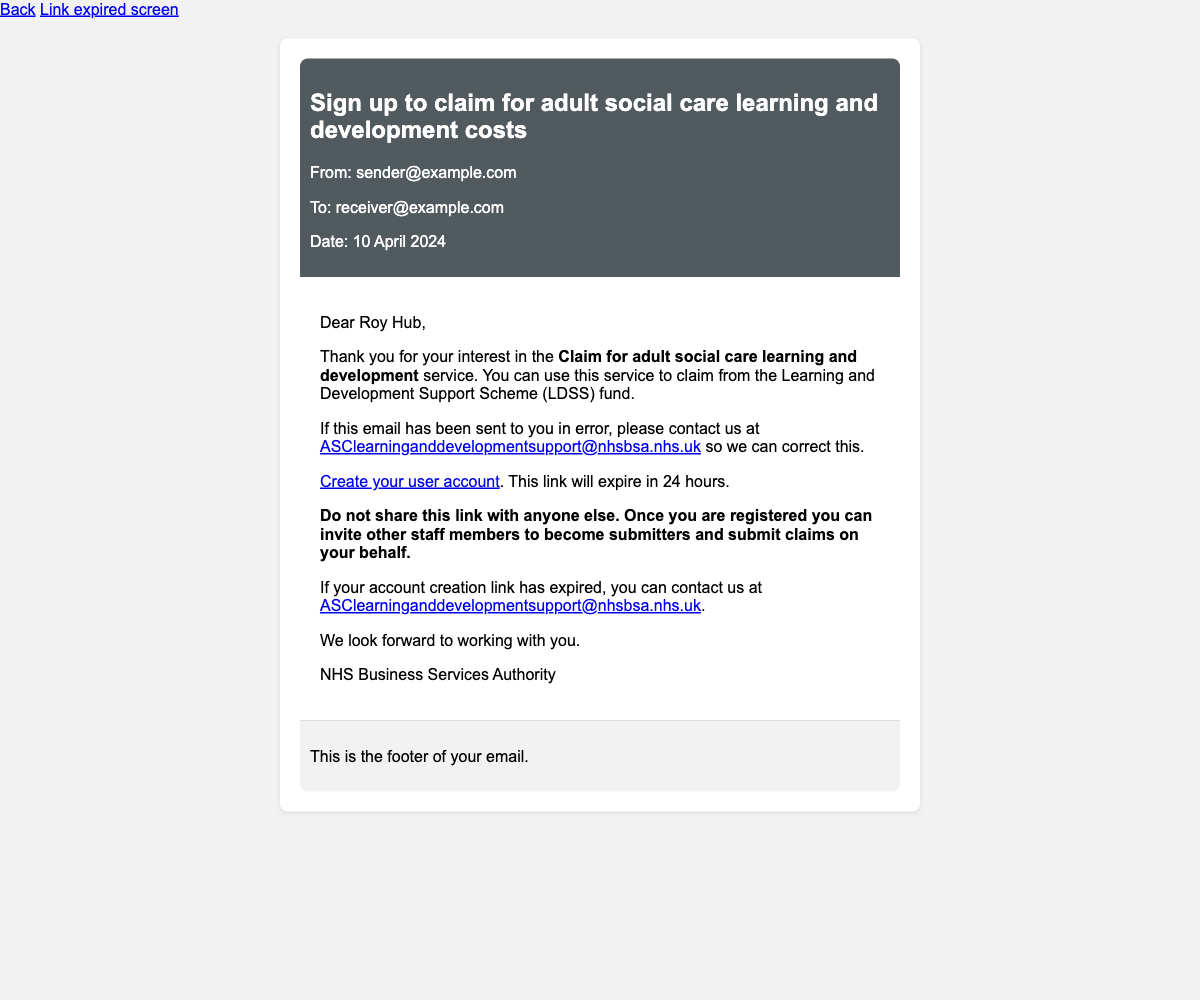 Back Link expired screen
Sign up to claim for adult social care learning and
development costs
From: sender@example.com
To: receiver@example.com
Date: 10 April 2024
Dear Roy Hub,
Thank you for your interest in the Claim for adult social care learning and
development service. You can use this service to claim from the Learning and
Development Support Scheme (LDSS) fund.
If this email has been sent to you in error, please contact us at
ASClearninganddevelopmentsupport@nhsbsa.nhs.uk so we can correct this.
Create your user account. This link will expire in 24 hours.
Do not share this link with anyone else. Once you are registered you can
invite other staff members to become submitters and submit claims on
your behalf.
If your account creation link has expired, you can contact us at
ASClearninganddevelopmentsupport@nhsbsa.nhs.uk.
We look forward to working with you.
NHS Business Services Authority
This is the footer of your email.